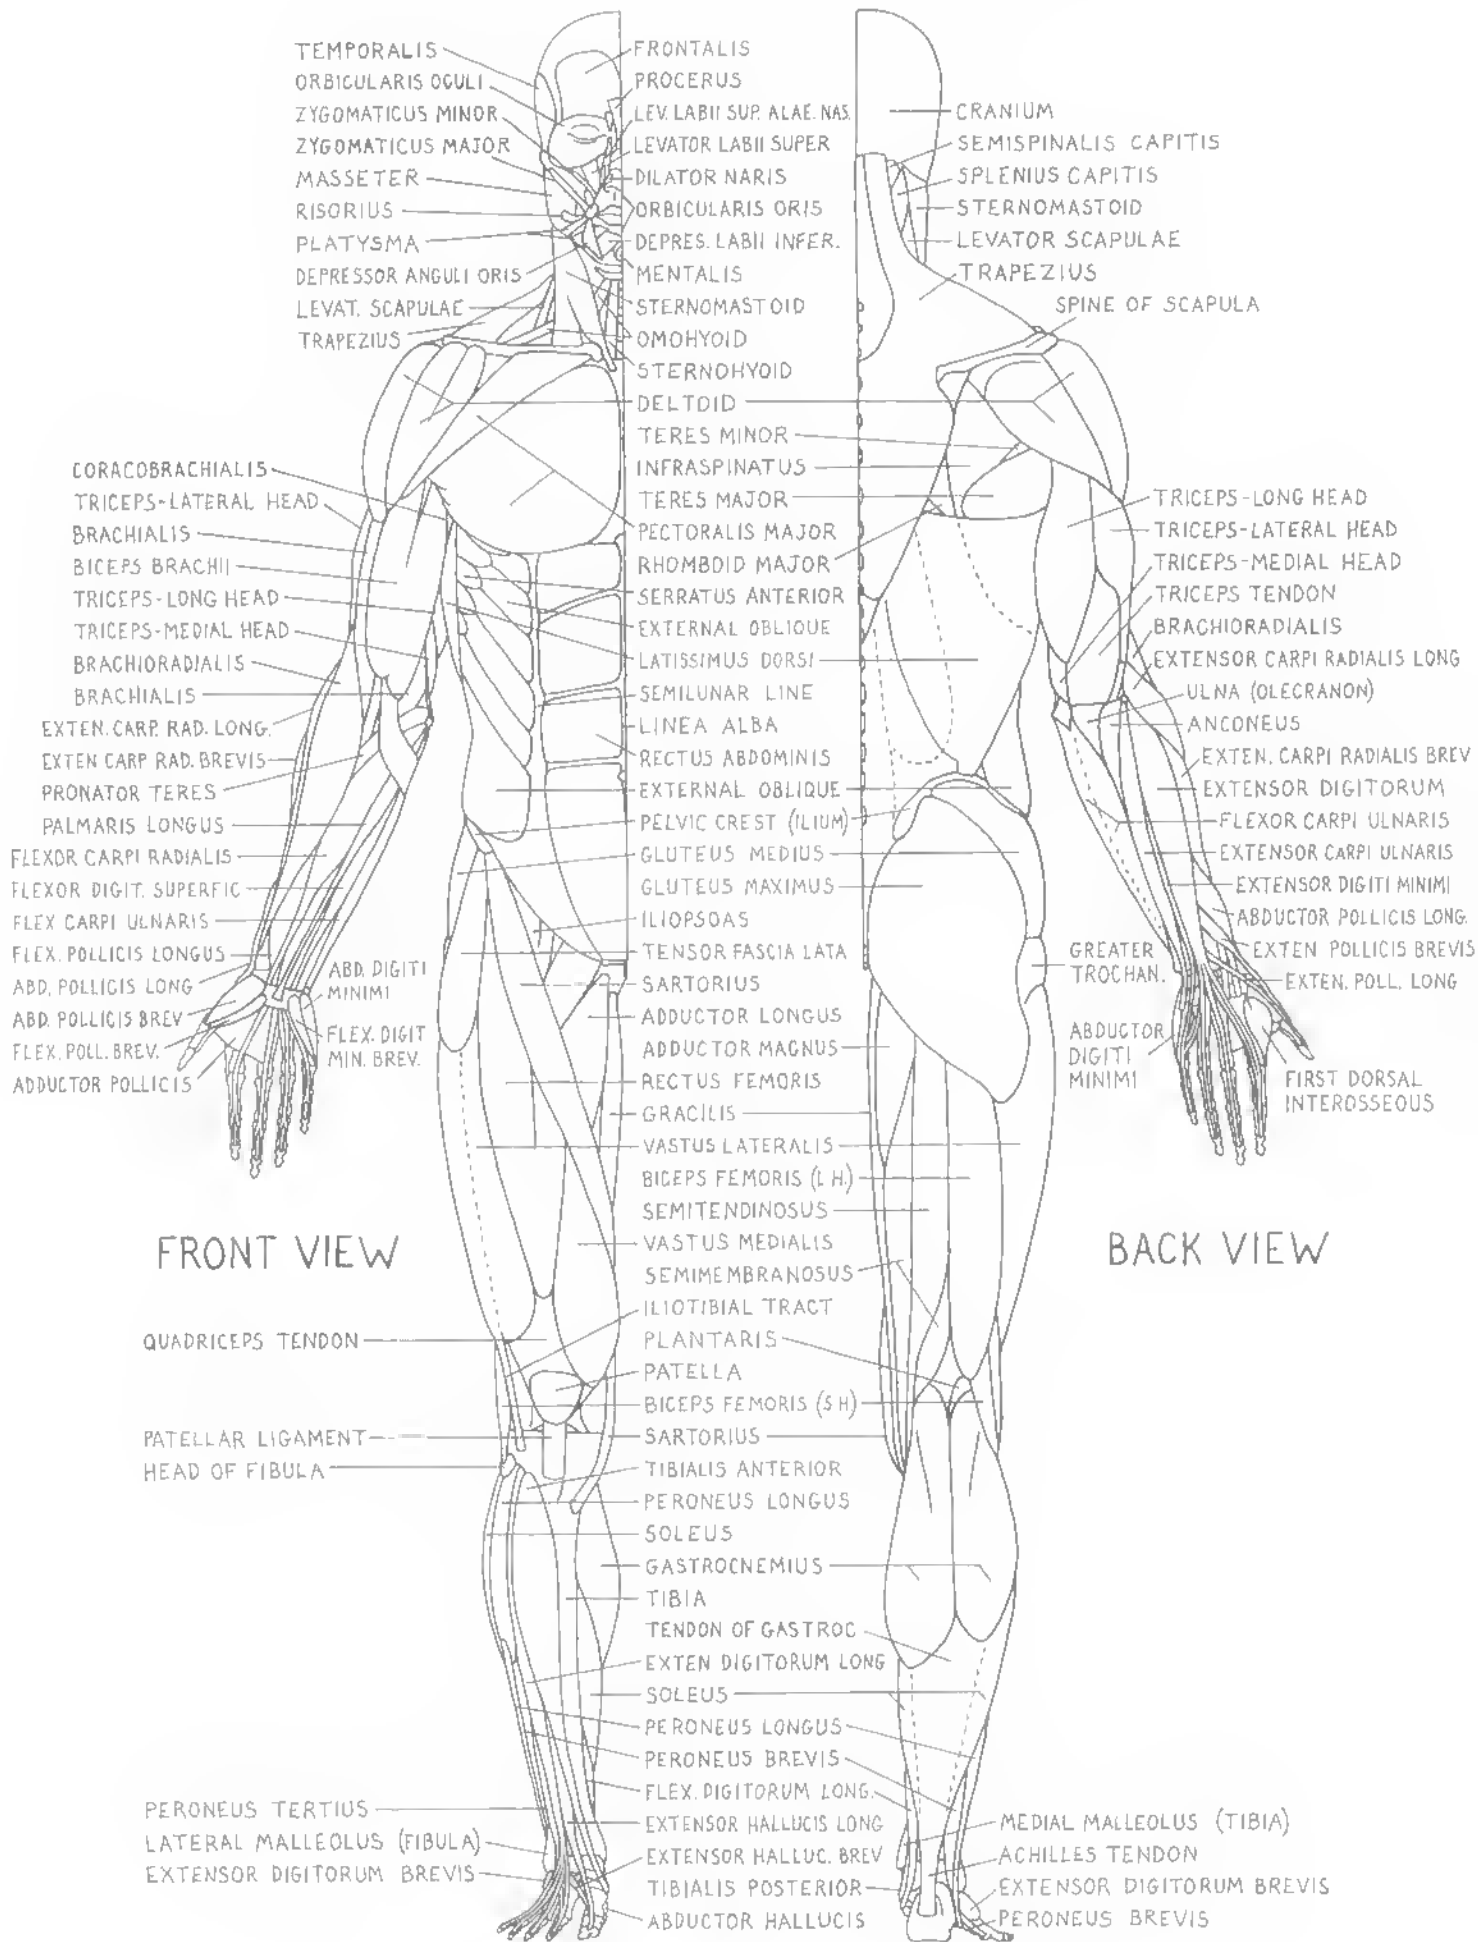 TEMPORALIS
ORBICULARIS OCULI
ZYGOMATICUS MINOR
ZYGOMATICUS MAJOR
MASSETER
RISORIUS
PLATYSMA
DEPRESSOR ANGULI ORIS
LEVAT. SCAPULAE
TRAPEZIUS
CORACOBRACHIALIS
TRICEPS-LATERAL HEAD
BRACHIALIS
BICEPS BRACHII
TRICEPS-LONG HEAD
TRICEPS-MEDIAL HEAD
BRACHIORADIALIS
BRACHIALIS
EXTEN. CARP. RAD. LONG.
EXTEN CARP RAD. BREVIS
PRONATOR TERES
PALMARIS LONGUS
FLEXOR CARPI RADIALIS
FLEXOR DIGIT. SUPERFIC
FLEX CARPI ULNARIS
FLEX. POLLICIS LONGUS
ABD. POLLICIS LONG
ABD. POLLICIS BREV
FLEX. POLL. BREV.
ADDUCTOR POLLICIS
ABD. DIGITI
MINIMI
FLEX. DIGIT
MIN. BREV.
FRONT VIEW
QUADRICEPS TENDON
PATELLAR LIGAMENT
HEAD OF FIBULA
PERONEUS TERTIUS
LATERAL MALLEOLUS (FIBULA)
EXTENSOR DIGITORUM BREVIS
FRONTALIS
PROCERUS
LEV. LABII SUP. ALAE. NAS.
LEVATOR LABII SUPER
DILATOR NARIS
ORBICULARIS ORIS
DEPRES. LABII INFER.
MENTALIS
STERNOMASTOID
OMOHYOID
STERNOHYOID
DELTOID
TERES MINOR
INFRASPINATUS
TERES MAJOR
PECTORALIS MAJOR
RHOMBOID MAJOR
SERRATUS ANTERIOR
EXTERNAL OBLIQUE
LATISSIMUS DORSI
SEMILUNAR LINE
LINEA ALBA
RECTUS ABDOMINIS
EXTERNAL OBLIQUE
PELVIC CREST (ILIUM)
GLUTEUS MEDIUS
GLUTEUS MAXIMUS
ILIOPSOAS
TENSOR FASCIA LATA
SARTORIUS
ADDUCTOR LONGUS
ADDUCTOR MAGNUS
RECTUS FEMORIS
GRACILIS
VASTUS LATERALIS
BICEPS FEMORIS (L H.)
SEMITENDINOSUS
VASTUS MEDIALIS
SEMIMEMBRANOSUS
ILIOTIBIAL TRACT
PLANTARIS
PATELLA
BICEPS FEMORIS (S H)
SARTORIUS
TIBIALIS ANTERIOR
PERONEUS LONGUS
SOLEUS
GASTROCNEMIUS
TIBIA
TENDON OF GASTROC
EXTEN DIGITORUM LONG
SOLEUS
PERONEUS LONGUS
PERONEUS BREVIS
FLEX. DIGITORUM LONG.
EXTENSOR HALLUCIS LONG
EXTENSOR HALLUC. BREV
TIBIALIS POSTERIOR
ABDUCTOR HALLUCIS
CRANIUM
SEMISPINALIS CAPITIS
SPLENIUS CAPITIS
STERNOMASTOID
LEVATOR SCAPULAE
TRAPEZIUS
SPINE OF SCAPULA
TRICEPS-LONG HEAD
TRICEPS-LATERAL HEAD
TRICEPS-MEDIAL HEAD
TRICEPS TENDON
BRACHIORADIALIS
EXTENSOR CARPI RADIALIS LONG
ULNA (OLECRANON)
ANCONEUS
EXTEN. CARPI RADIALIS BREV
EXTENSOR DIGITORUM
FLEXOR CARPI ULNARIS
EXTENSOR CARPI ULNARIS
EXTENSOR DIGITI MINIMI
ABDUCTOR POLLICIS LONG.
EXTEN POLLICIS BREVIS
EXTEN. POLL. LONG
GREATER
TROCHAN.
ABDUCTOR
DIGITI
MINIMI
FIRST DORSAL
INTEROSSEOUS
BACK VIEW
MEDIAL MALLEOLUS (TIBIA)
ACHILLES TENDON
EXTENSOR DIGITORUM BREVIS
PERONEUS BREVIS